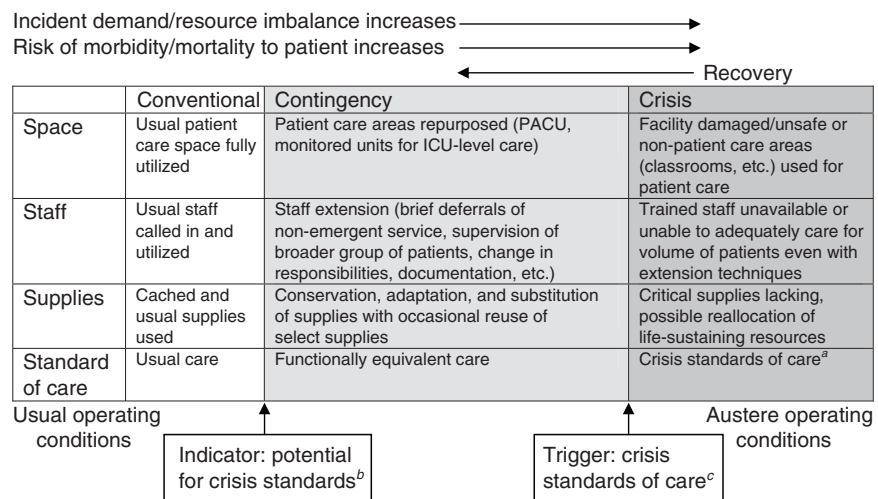 Incident demand/resource imbalance increases
Risk of morbidity/mortality to patient increases
Recovery
Conventional Contingency Crisis
Space
Usual patient
care space fully
utilized
Patient care areas repurposed (PACU,
monitored units for ICU-level care)
Facility damaged/unsafe or
non-patient care areas
(classrooms, etc.) used for
patient care
Staff
Usual staff
called in and
utilized
Staff extension (brief deferrals of
non-emergent service, supervision of
broader group of patients, change in
responsibilities, documentation, etc.)
Trained staff unavailable or
unable to adequately care for
volume of patients even with
extension techniques
Supplies
Cached and
usual supplies
used
Conservation, adaptation, and substitution
of supplies with occasional reuse of
select supplies
Critical supplies lacking,
possible reallocation of
life-sustaining resources
Standard
of care
Usual care
Functionally equivalent care
Crisis standards of care^a
Usual operating
conditions
Austere operating
conditions
Indicator: potential
for crisis standards^b
Trigger: crisis
standards of care^c